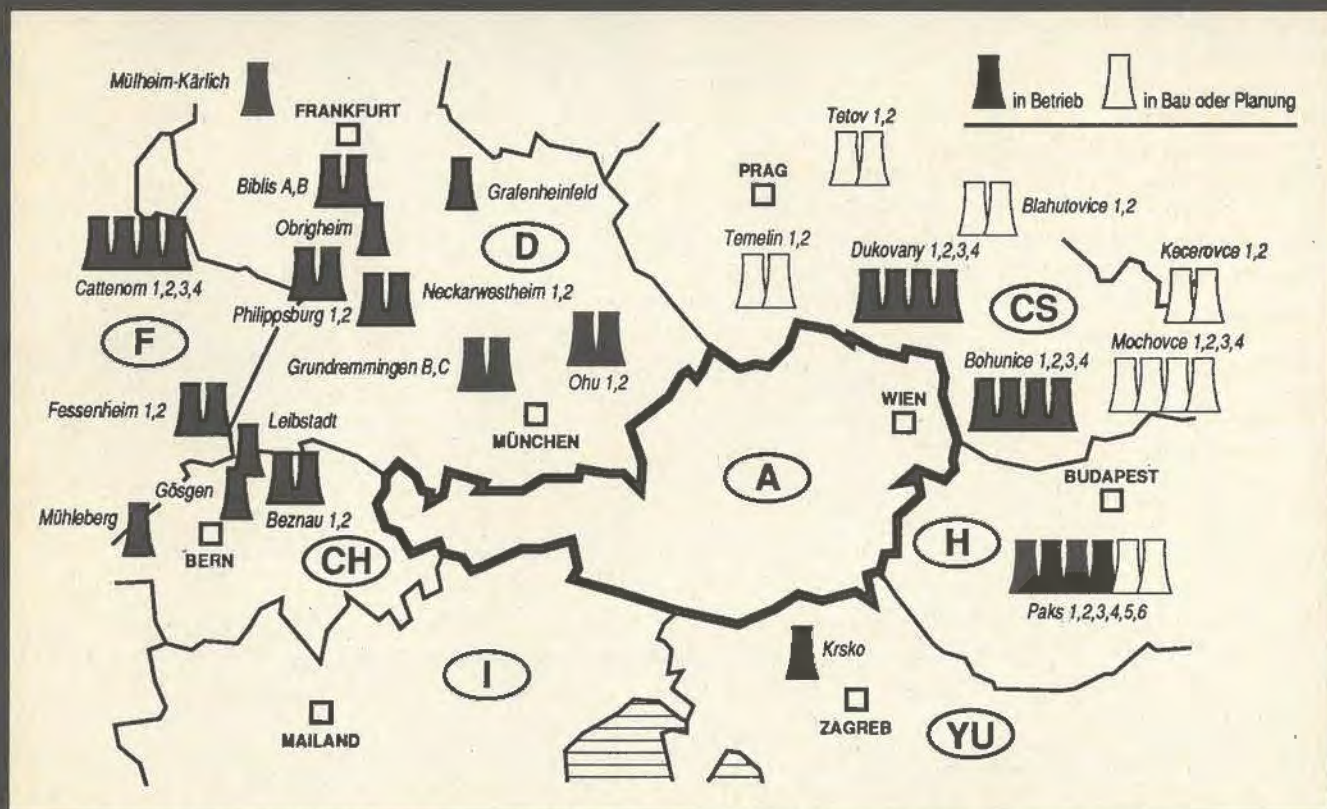 Mülheim-Kärlich
FRANKFURT
in Betrieb
in Bau oder Planung
Tetov 1,2
PRAG
Biblis A,B
Grafenheinfeld
Blahutovice 1,2
Obrigheim
D
Temelin 1,2
Dukovany 1,2,3,4
Kecerovce 1,2
Cattenom 1,2,3,4
Philippsburg 1,2
Neckarwestheim 1,2
CS
F
Mochovce 1,2,3,4
Grundremmingen B,C
Ohu 1,2
Bohunice 1,2,3,4
WIEN
Fessenheim 1,2
Leibstadt
MÜNCHEN
A
BUDAPEST
Gösgen
Mühleberg
Beznau 1,2
BERN
CH
H
Paks 1,2,3,4,5,6
Krsko
I
MAILAND
ZAGREB
YU